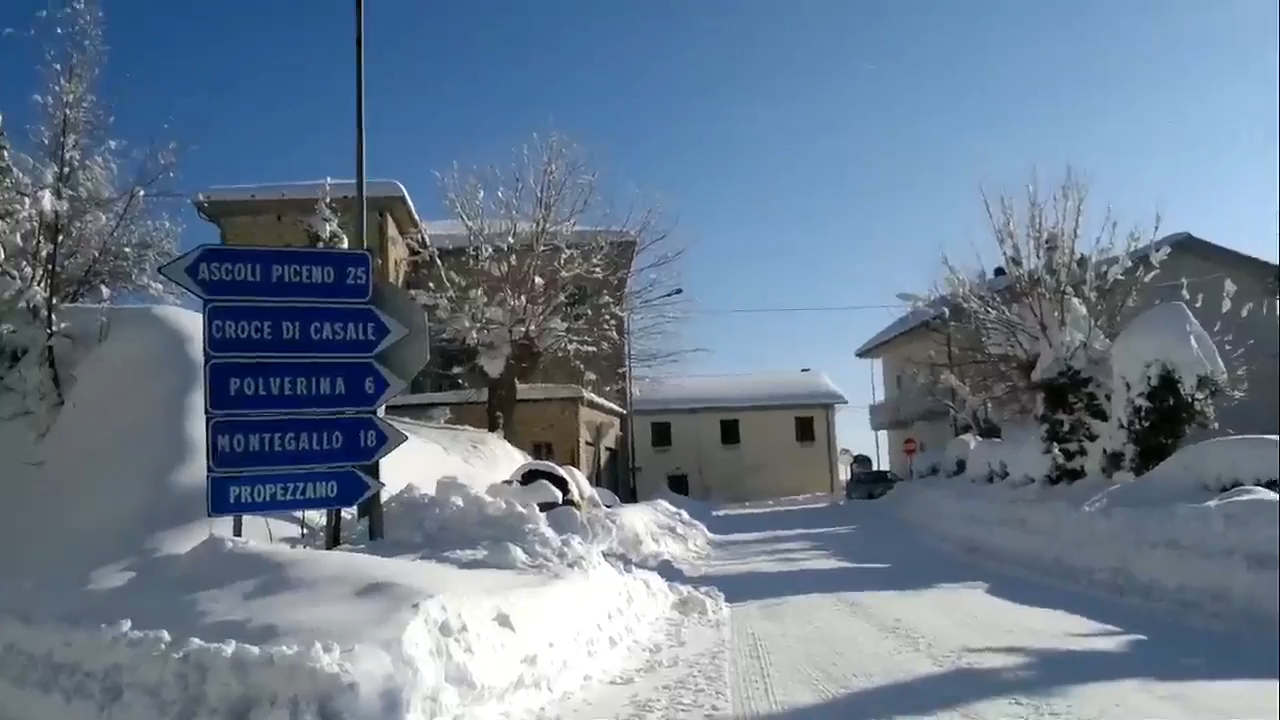 ASCOLI PICENO 25
CROCE DI CASALE
POLVERINA 6
MONTEGALLO 18
PROPEZZANO